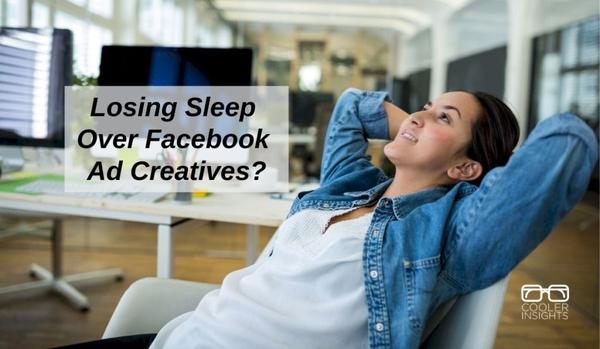 Losing Sleep
Over Facebook
Ad Creatives?
COOLER
INSIGHTS